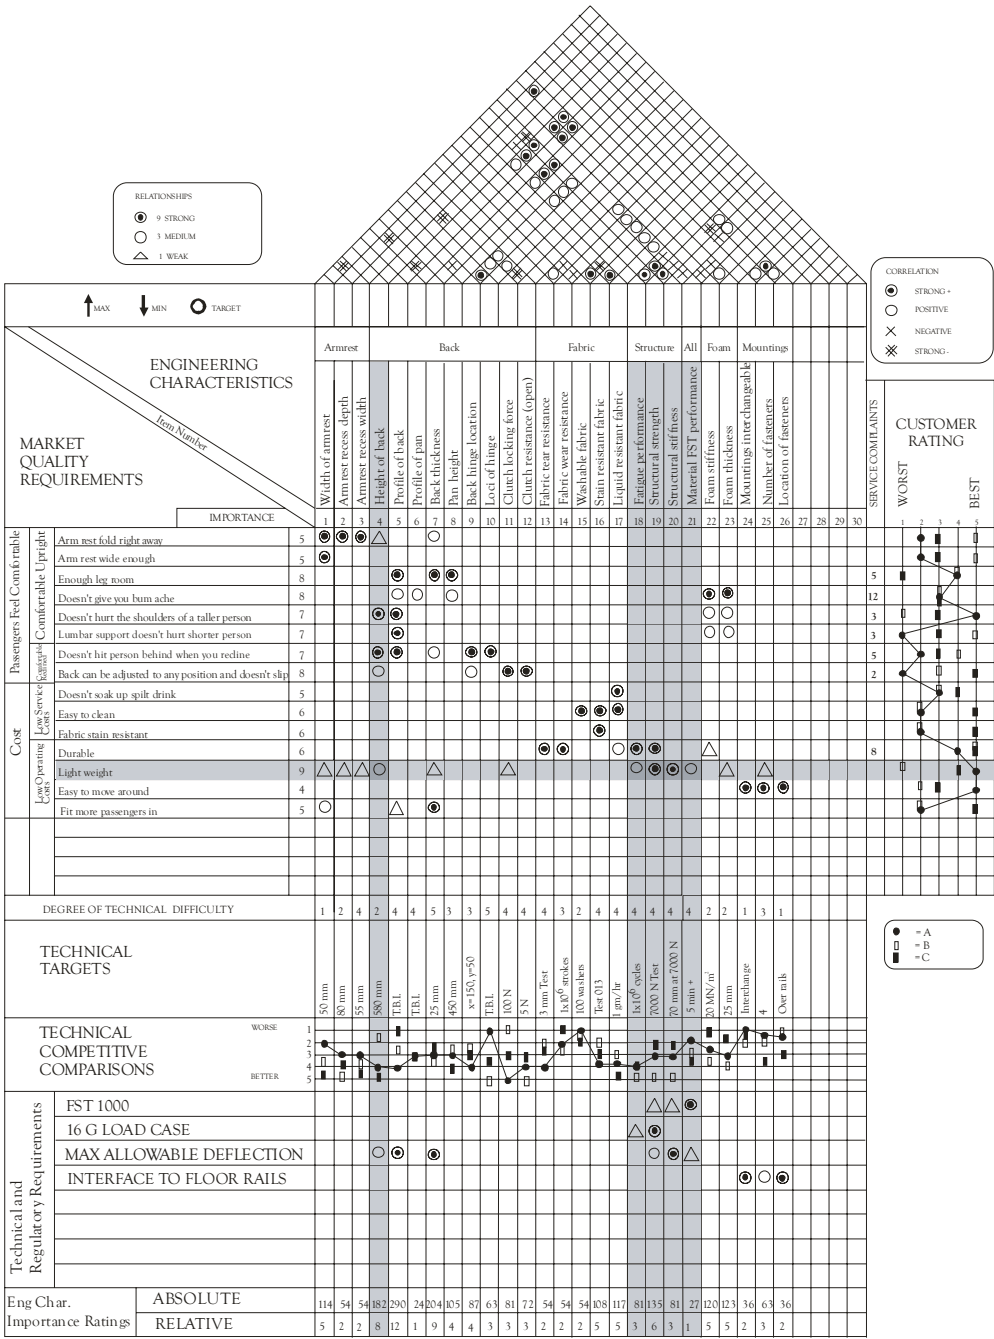 RELATIONSHIPS
9 STRONG
3 MEDIUM
1 WEAK
CORRELATION
STRONG +
POSITIVE
NEGATIVE
STRONG -
MAX
MIN
TARGET
ENGINEERING
CHARACTERISTICS
Item Number
MARKET
QUALITY
REQUIREMENTS
IMPORTANCE
Armrest
Back
Fabric
Structure
All
Foam
Mountings
Width of armrest
Armrest recess depth
Armrest recess width
Height of back
Profile of back
Profile of pan
Back thickness
Pan height
Back hinge location
Loci of hinge
Clutch locking force
Clutch resistance (open)
Fabric tear resistance
Fabric wear resistance
Washable fabric
Stain resistant fabric
Liquid resistant fabric
Fatigue performance
Structural strength
Structural stiffness
Material FST performance
Foam stiffness
Foam thickness
Mountings interchangeable
Number of fasteners
Location of fasteners
1 2 3 4 5 6 7 8 9 10 11 12 13 14 15 16 17 18 19 20 21 22 23 24 25 26 27 28 29 30
SERVICE COMPLAINTS
CUSTOMER
RATING
WORST
BEST
1 2 3 4 5
Passengers Feel Comfortable
Comfortable Upright
Arm rest fold right away 5
Arm rest wide enough 5
Enough leg room 8 5
Doesn't give you bum ache 8 12
Doesn't hurt the shoulders of a taller person 7 3
Lumbar support doesn't hurt shorter person 7 3
Comfortable
Reclined
Doesn't hit person behind when you recline 7 5
Back can be adjusted to any position and doesn't slip 8 2
Cost
Low Service
Costs
Doesn't soak up spilt drink 5
Easy to clean 6
Fabric stain resistant 6
Low Operating
Costs
Durable 6 8
Light weight 9
Easy to move around 4
Fit more passengers in 5
DEGREE OF TECHNICAL DIFFICULTY 1 2 4 2 4 4 5 3 3 5 4 4 4 3 2 4 4 4 4 4 4 2 2 1 3 1
= A
= B
= C
TECHNICAL
TARGETS
50 mm
80 mm
55 mm
580 mm
T.B.I.
T.B.I.
25 mm
450 mm
x=150, y=50
T.B.I.
100 N
5 N
3 mm Test
1x10⁶ strokes
100 washers
Test 013
1 gm/hr
1x10⁶ cycles
7000 N Test
70 mm at 7000 N
5 min +
25 mm
Interchange
4
Over rails
TECHNICAL
COMPETITIVE
COMPARISONS
WORSE
BETTER
1
2
3
4
5
Technical and
Regulatory Requirements
FST 1000
16 G LOAD CASE
MAX ALLOWABLE DEFLECTION
INTERFACE TO FLOOR RAILS
Eng Char.
Importance Ratings
ABSOLUTE 114 54 54 182 290 24 204 105 87 63 81 72 54 54 54 108 117 81 135 81 27 120 123 36 63 36
RELATIVE 5 2 2 8 12 1 9 4 4 3 3 3 2 2 2 5 5 3 6 3 1 5 5 2 3 2